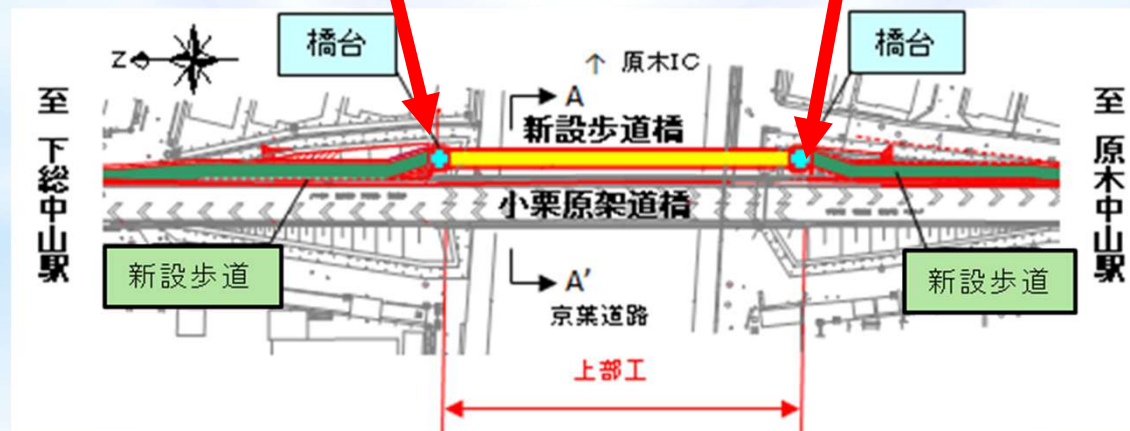 橋台
橋台
Z
↑ 原木IC
A
新設歩道橋
至 下総中山駅
至 原木中山駅
小栗原架道橋
新設歩道
新設歩道
A'
京葉道路
上部工